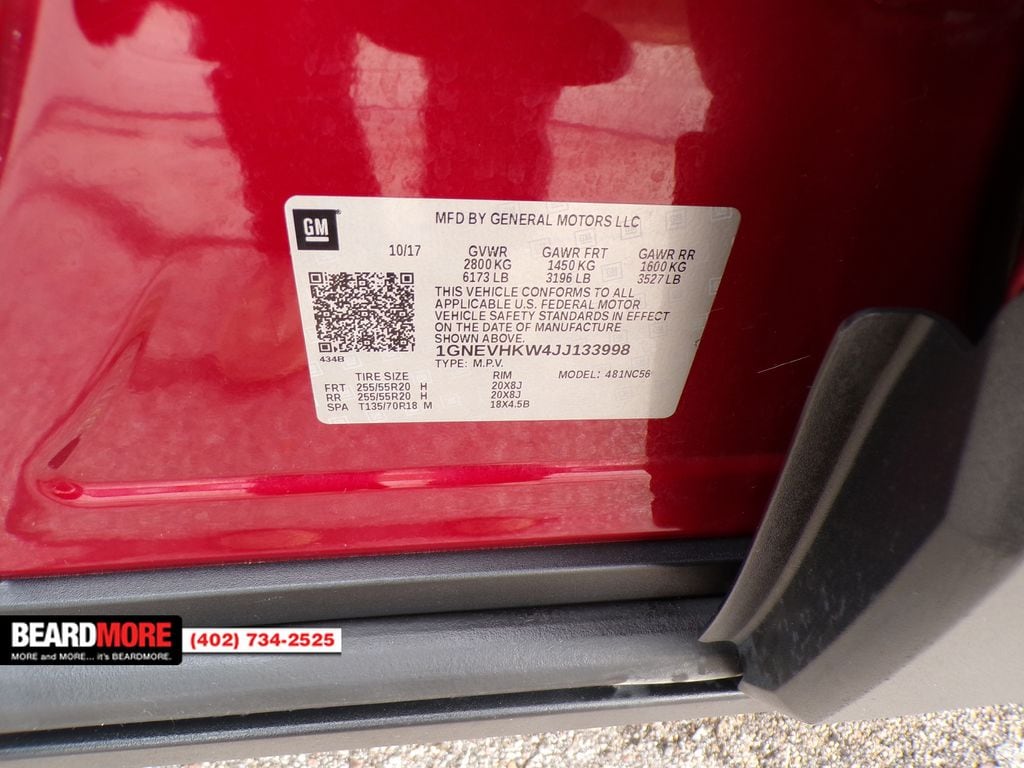 GM
MFD BY GENERAL MOTORS LLC
10/17 GVWR GAWR FRT GAWR RR
2800 KG 1450 KG 1600 KG
6173 LB 3196 LB 3527 LB
THIS VEHICLE CONFORMS TO ALL
APPLICABLE U.S. FEDERAL MOTOR
VEHICLE SAFETY STANDARDS IN EFFECT
ON THE DATE OF MANUFACTURE
SHOWN ABOVE.
434B
1GNEVHKW4JJ133998
TYPE: M.P.V.
TIRE SIZE RIM MODEL: 481NC56
FRT 255/55R20 H 20X8J
RR 255/55R20 H 20X8J
SPA T135/70R18 M 18X4.5B
BEARDMORE
MORE and MORE... it's BEARDMORE.
(402) 734-2525